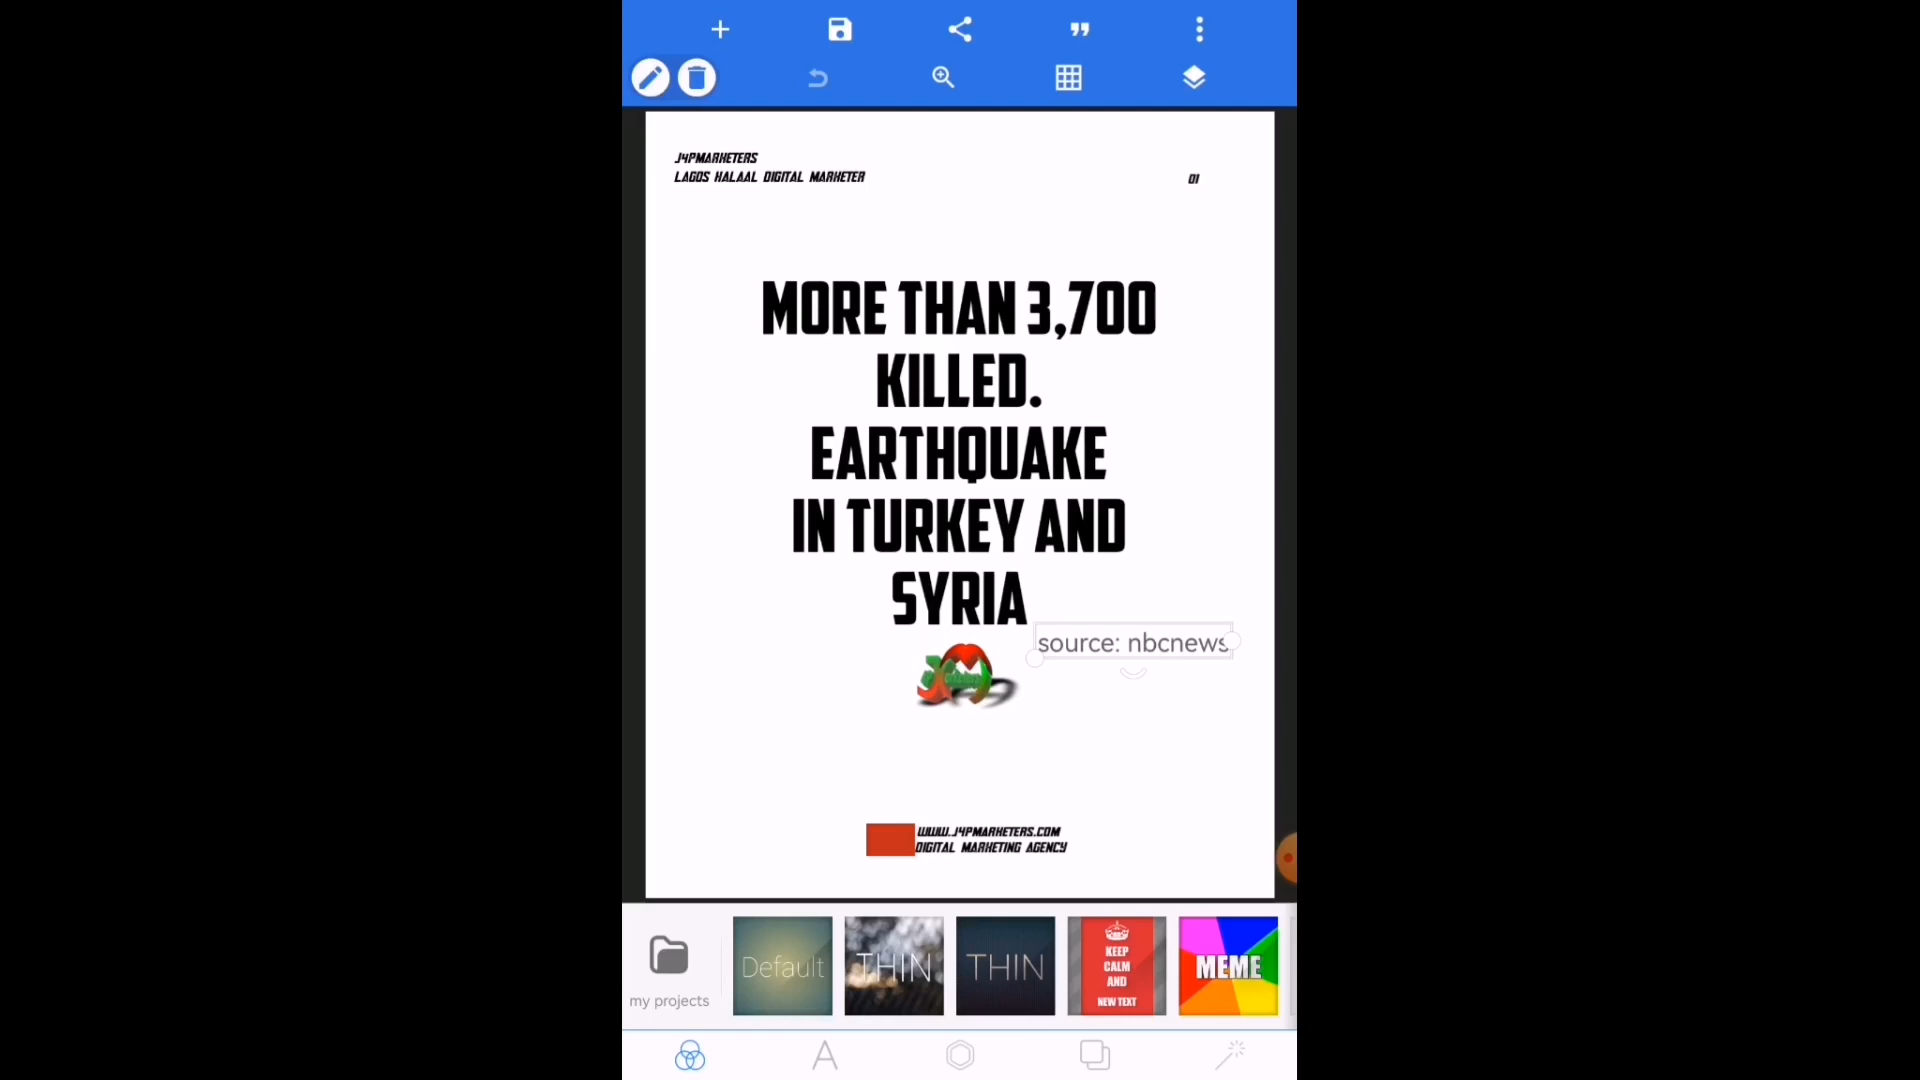 J4PMARKETERS
LAGOS HALAAL DIGITAL MARKETER
01
MORE THAN 3,700
KILLED.
EARTHQUAKE
IN TURKEY AND
SYRIA
source: nbcnews
WWW.J4PMARKETERS.COM
DIGITAL MARKETING AGENCY
my projects
Default
THIN
THIN
KEEP
CALM
AND
NEW TEXT
MEME